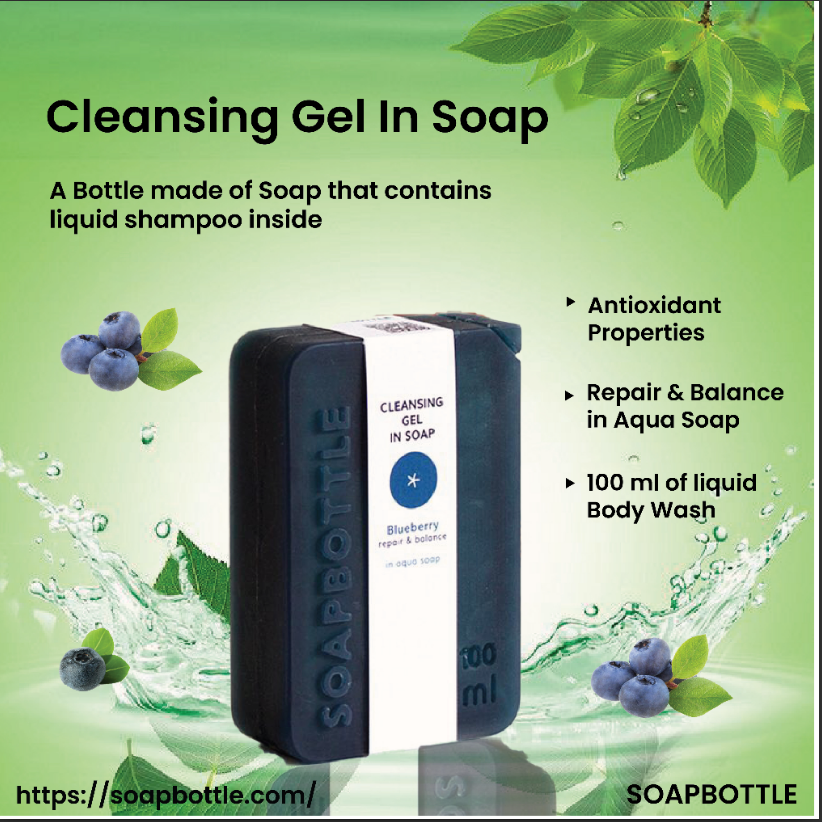 Cleansing Gel In Soap
A Bottle made of Soap that contains
liquid shampoo inside
Antioxidant
Properties
Repair & Balance
in Aqua Soap
100 ml of liquid
Body Wash
CLEANSING
GEL
IN SOAP
Blueberry
repair & balance
in aqua soap
SOAPBOTTLE
100
ml
https://soapbottle.com/
SOAPBOTTLE